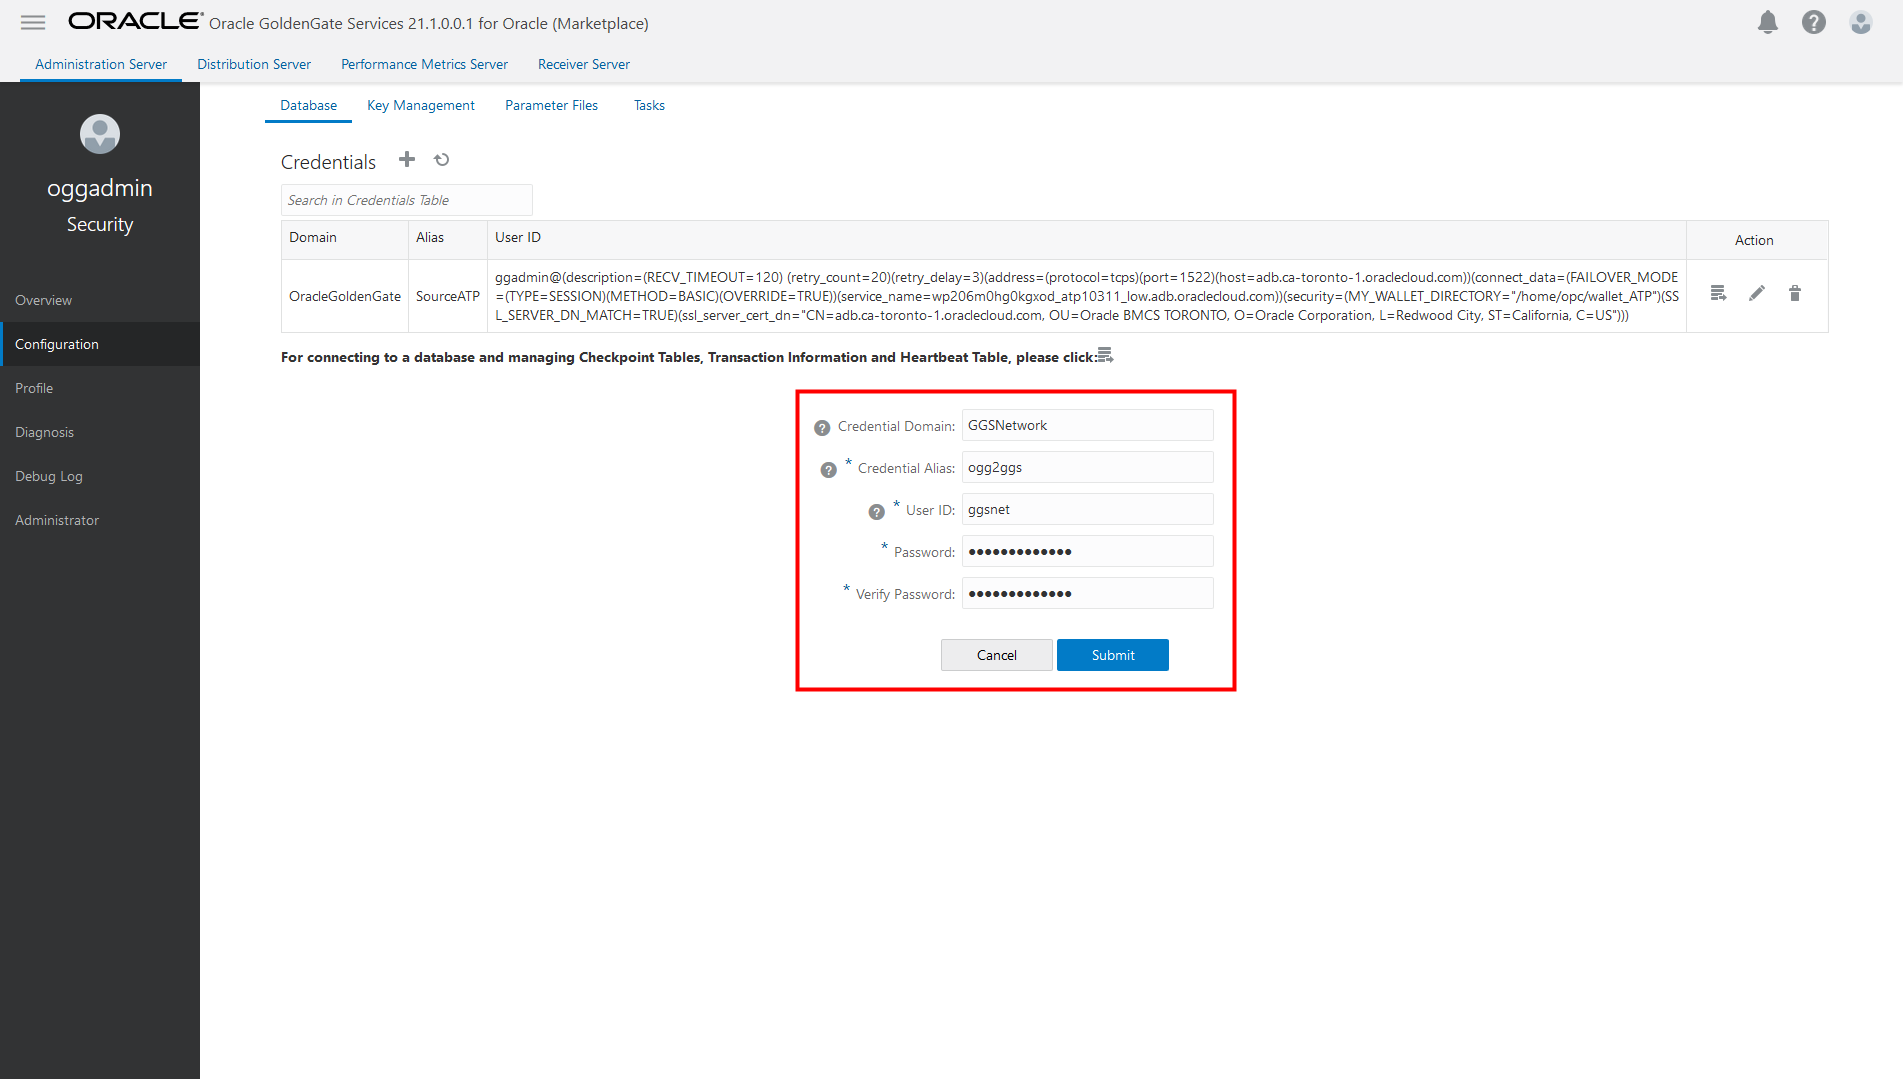 ORACLE Oracle GoldenGate Services 21.1.0.0.1 for Oracle (Marketplace)
Administration Server Distribution Server Performance Metrics Server Receiver Server
oggadmin
Security
Overview
Configuration
Profile
Diagnosis
Debug Log
Administrator
Database Key Management Parameter Files Tasks
Credentials
Search in Credentials Table
Domain Alias User ID Action
OracleGoldenGate SourceATP
ggadmin@(description=(RECV_TIMEOUT=120) (retry_count=20)(retry_delay=3)(address=(protocol=tcps)(port=1522)(host=adb.ca-toronto-1.oraclecloud.com))(connect_data=(FAILOVER_MODE
=(TYPE=SESSION)(METHOD=BASIC)(OVERRIDE=TRUE))(service_name=wp206m0hg0kgxod_atp10311_low.adb.oraclecloud.com))(security=(MY_WALLET_DIRECTORY="/home/opc/wallet_ATP")(SS
L_SERVER_DN_MATCH=TRUE)(ssl_server_cert_dn="CN=adb.ca-toronto-1.oraclecloud.com, OU=Oracle BMCS TORONTO, O=Oracle Corporation, L=Redwood City, ST=California, C=US")))
For connecting to a database and managing Checkpoint Tables, Transaction Information and Heartbeat Table, please click:
? Credential Domain: GGSNetwork
? * Credential Alias: ogg2ggs
? * User ID: ggsnet
* Password: •••••••••••••
* Verify Password: •••••••••••••
Cancel Submit